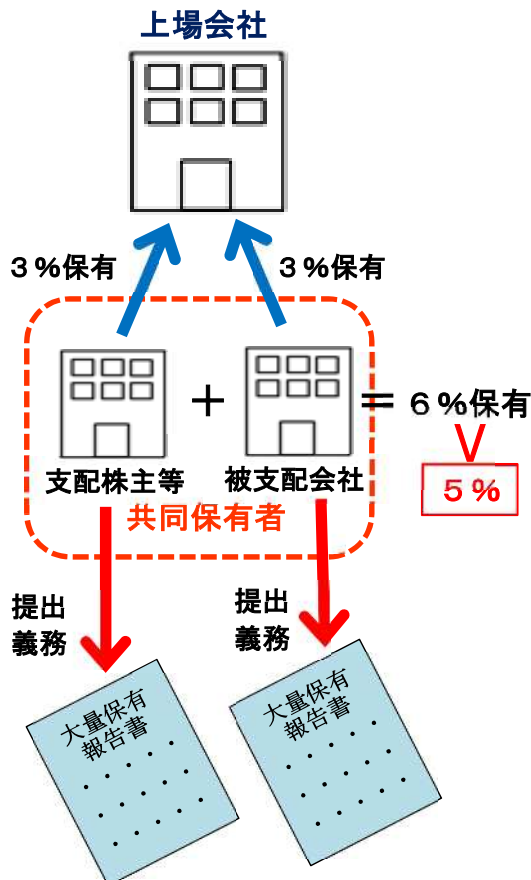 上場会社
３％保有
３％保有
＋
＝６％保有
∨
５％
支配株主等
被支配会社
共同保有者
提出
義務
提出
義務
大量保有
報告書
大量保有
報告書